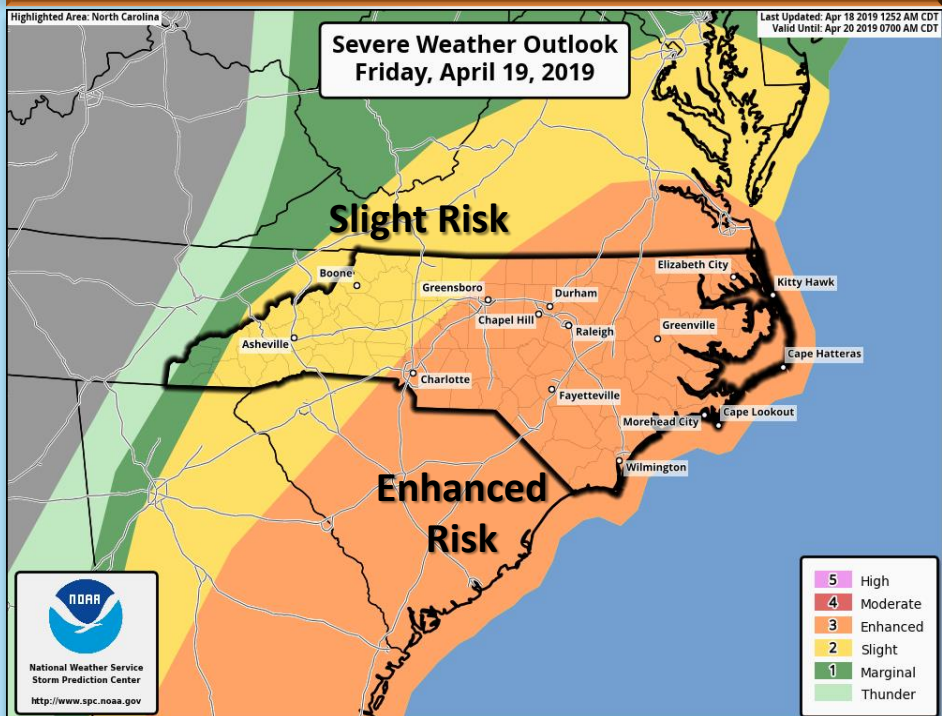 Highlighted Area: North Carolina
Last Updated: Apr 18 2019 1252 AM CDT
Valid Until: Apr 20 2019 0700 AM CDT
Severe Weather Outlook
Friday, April 19, 2019
Slight Risk
Boone
Elizabeth City
Kitty Hawk
Greensboro
Durham
Chapel Hill
Raleigh
Greenville
Asheville
Cape Hatteras
Charlotte
Fayetteville
Morehead City
Cape Lookout
Wilmington
Enhanced
Risk
NOAA
National Weather Service
Storm Prediction Center
http://www.spc.noaa.gov
5 High
4 Moderate
3 Enhanced
2 Slight
1 Marginal
Thunder